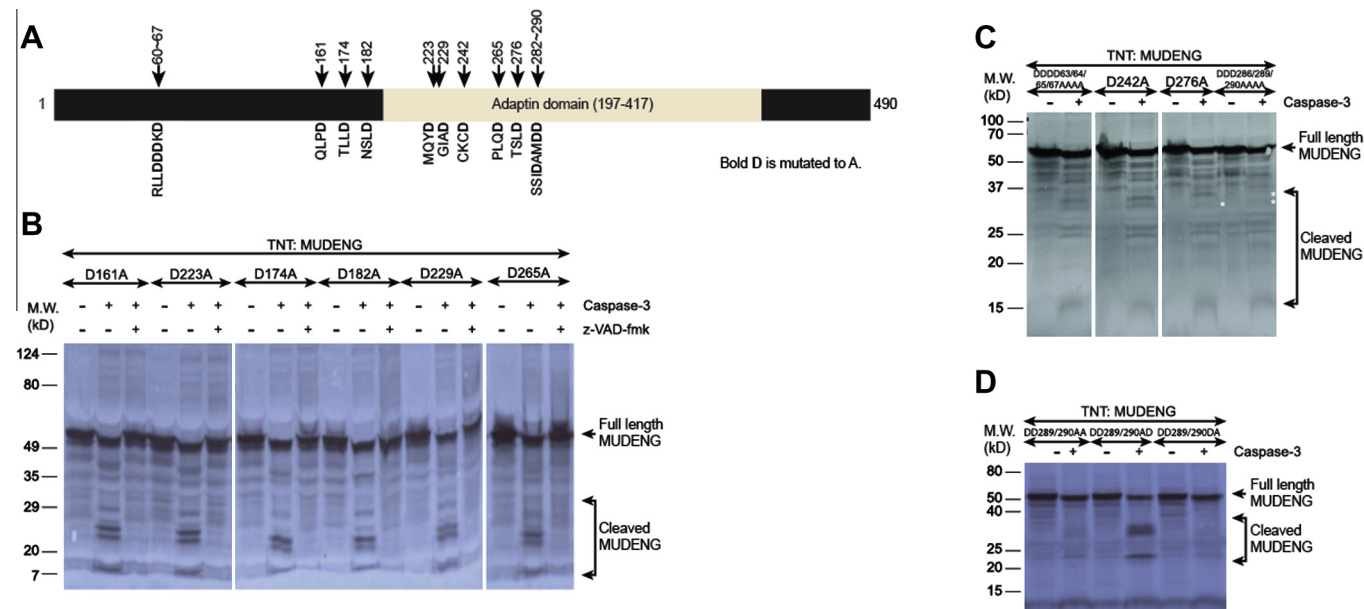 A
60~67
161
174
182
223
229
242
265
276
282~290
1
Adaptin domain (197-417)
490
RLLDDDKD
QLPD
TLLD
NSLD
MQYD
GIAD
CKCD
PLQD
TSLD
SSIDAMDD
Bold D is mutated to A.
B
TNT: MUDENG
D161A D223A D174A D182A D229A D265A
M.W.
(kD)
- + + - + + - + + - + + - + + - + + Caspase-3
- - + - - + - - + - - + - - + - - + z-VAD-fmk
124
80
49
35
29
20
7
Full length
MUDENG
Cleaved
MUDENG
C
TNT: MUDENG
M.W.
(kD)
DDDD63/64/
65/67AAAA
D242A
D276A
DDD286/289/
290AAAA
- + - + - + - + Caspase-3
100
70
50
37
25
20
15
Full length
MUDENG
*
*
*
Cleaved
MUDENG
D
TNT: MUDENG
M.W.
(kD)
DD289/290AA DD289/290AD DD289/290DA
- + - + - + Caspase-3
80
50
40
25
20
15
Full length
MUDENG
Cleaved
MUDENG